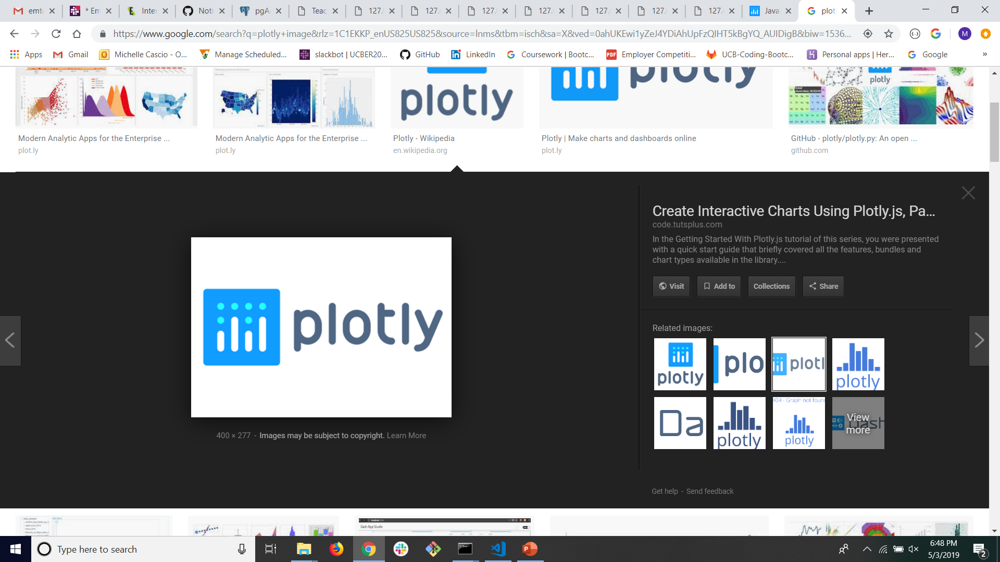 emt
* Em
Inter
Noti
pgA
Teac
127.
127.
127.
127.
127.
127.
127.
Java
plot
https://www.google.com/search?q=plotly+image&rlz=1C1EKKP_enUS825US825&source=lnms&tbm=isch&sa=X&ved=0ahUKEwi1yZeJ4YDiAhUpFzQIHT5kBgYQ_AUIDigB&biw=1536...
M
Apps
Gmail
Michelle Cascio - O...
Manage Scheduled...
slackbot | UCBER20...
GitHub
LinkedIn
Coursework | Bootc...
PDF
Employer Competiti...
UCB-Coding-Bootc...
Personal apps | Her...
Google
»
plotly
plotly
plotly
Modern Analytic Apps for the Enterprise ...
plot.ly
Modern Analytic Apps for the Enterprise ...
plot.ly
Plotly - Wikipedia
en.wikipedia.org
Plotly | Make charts and dashboards online
plot.ly
GitHub - plotly/plotly.py: An open ...
github.com
plotly
400 × 277 - Images may be subject to copyright. Learn More
Create Interactive Charts Using Plotly.js, Pa...
code.tutsplus.com
In the Getting Started With Plotly.js tutorial of this series, you were presented
with a quick start guide that briefly covered all the features, bundles and
chart types available in the library....
Visit
Add to
Collections
Share
Related images:
plotly
plo
plotl
plotly
Da
plotly
404 - Graph not foun
plotly
Dash
View
more
Get help - Send feedback
Dash App Studio
Type here to search
6:48 PM
5/3/2019
2